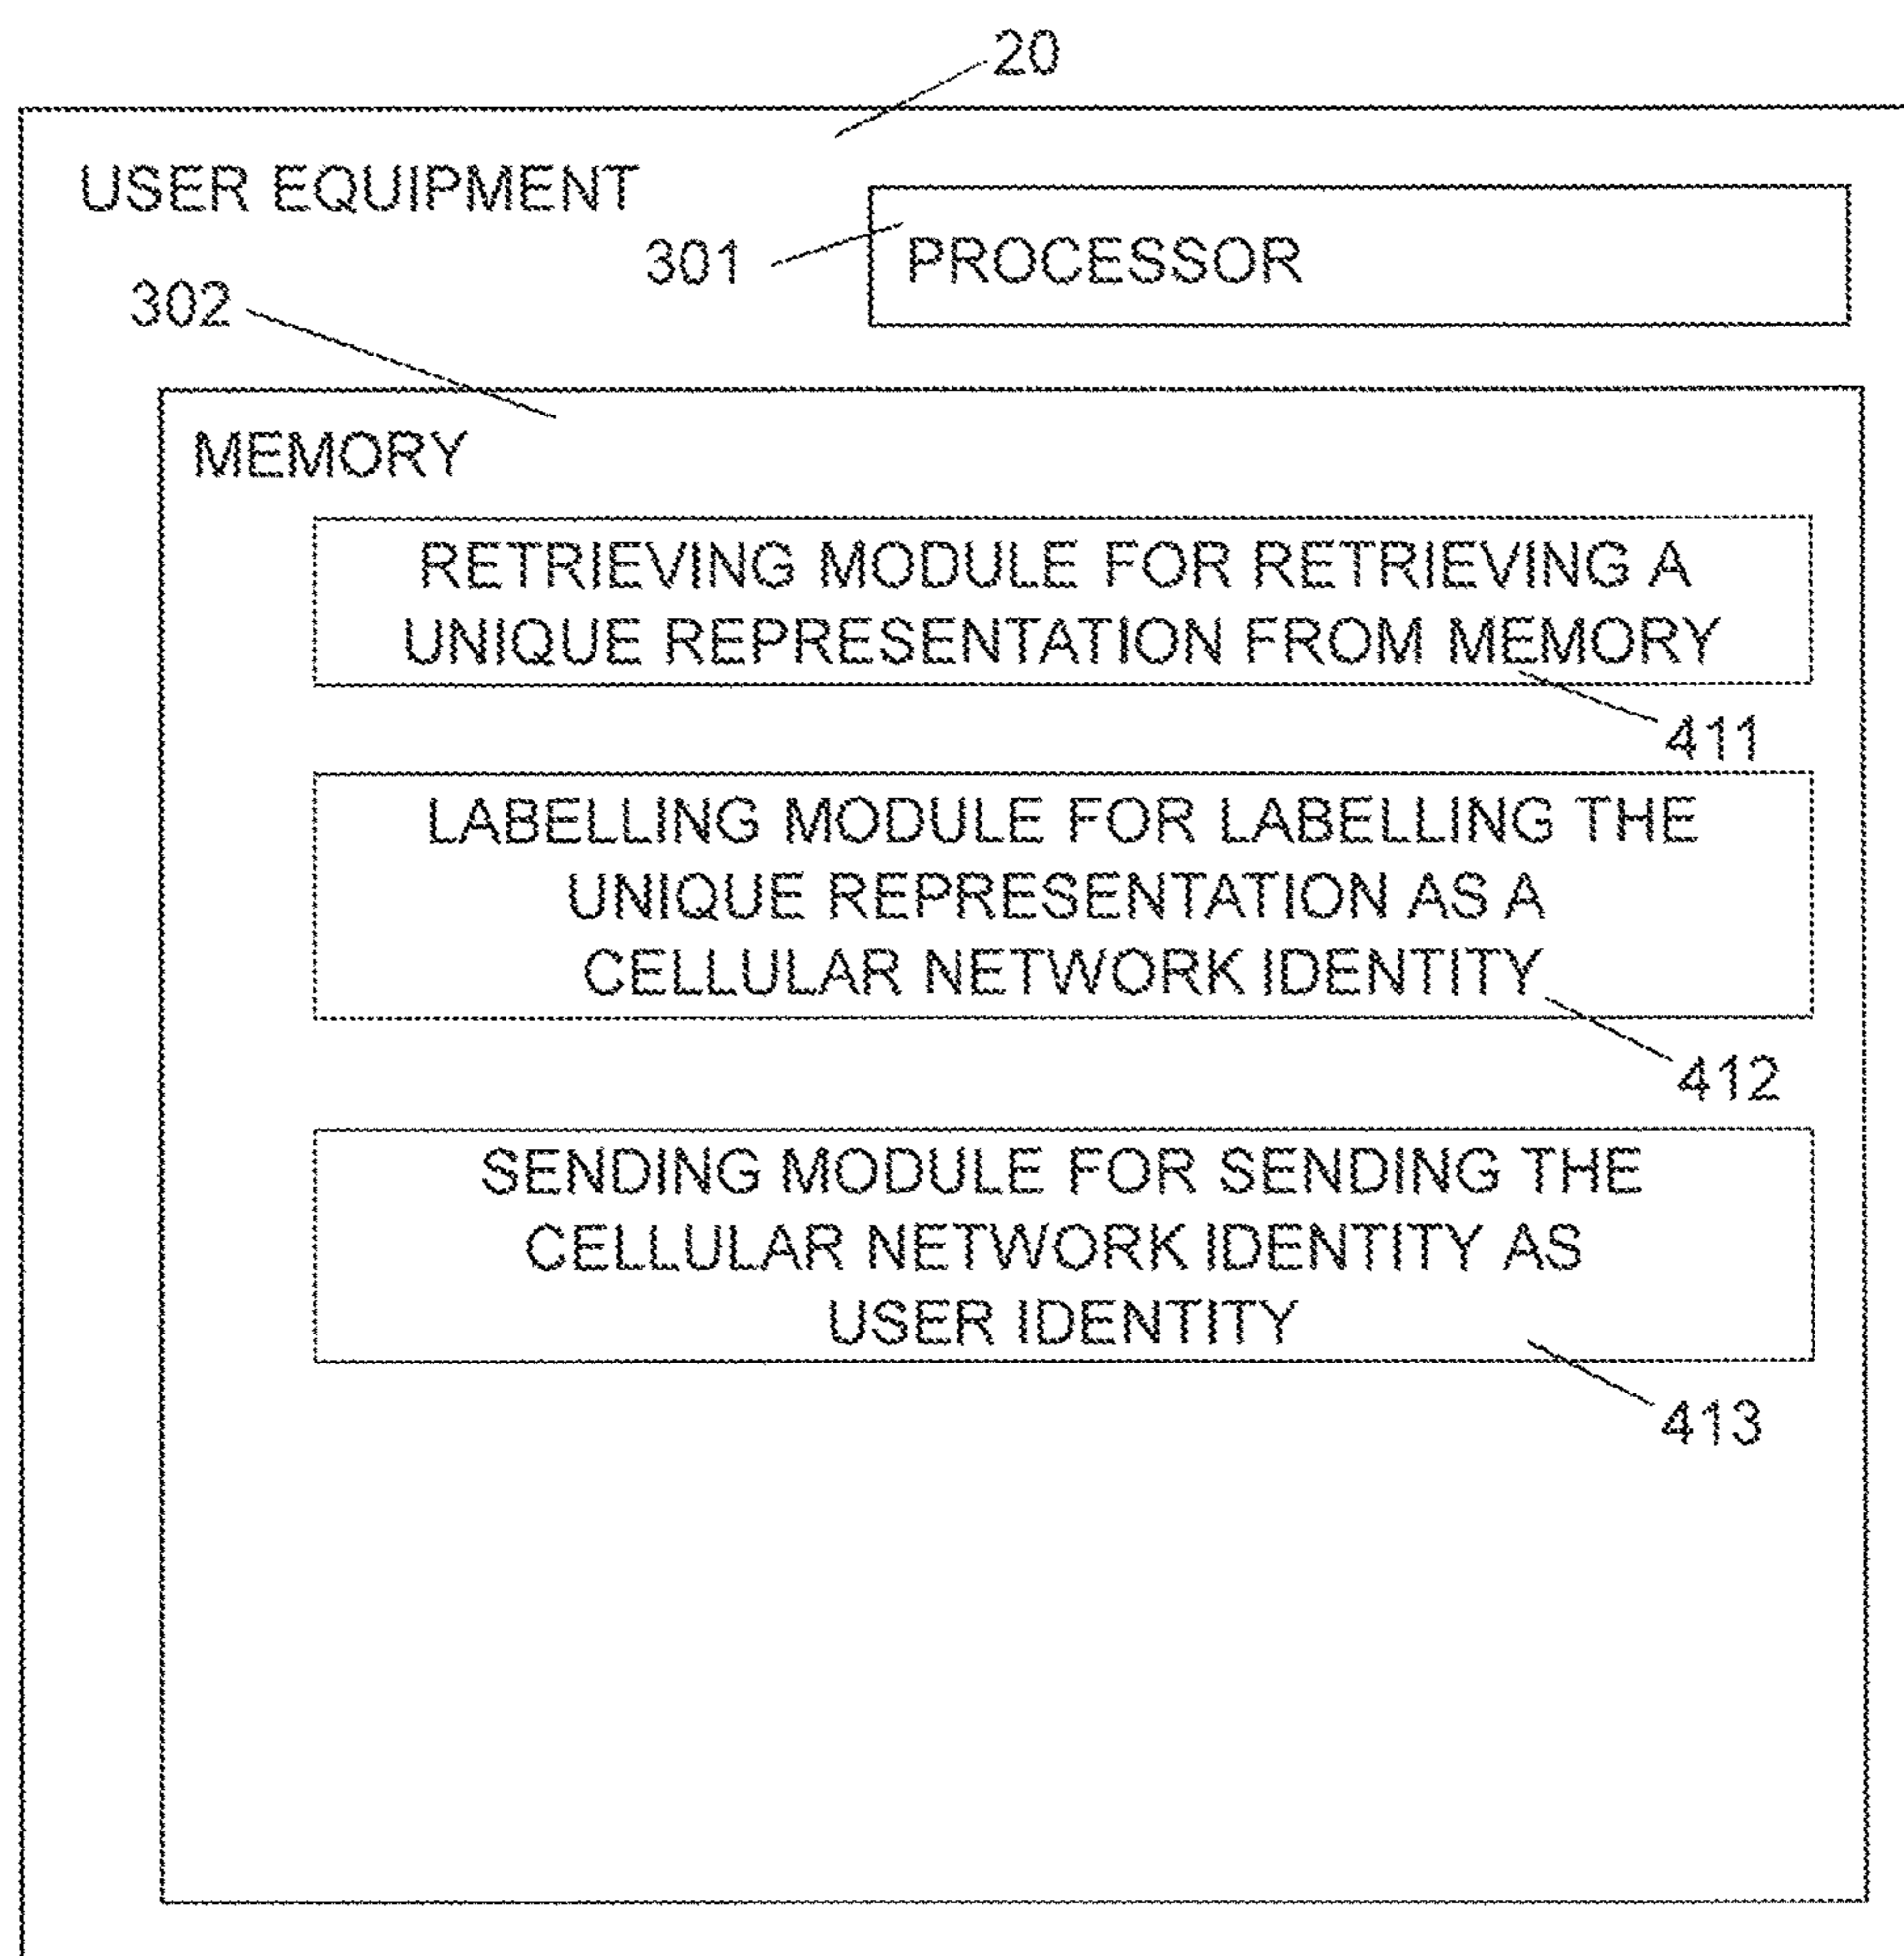 20
USER EQUIPMENT
301
PROCESSOR
302
MEMORY
RETRIEVING MODULE FOR RETRIEVING A
UNIQUE REPRESENTATION FROM MEMORY
411
LABELLING MODULE FOR LABELLING THE
UNIQUE REPRESENTATION AS A
CELLULAR NETWORK IDENTITY
412
SENDING MODULE FOR SENDING THE
CELLULAR NETWORK IDENTITY AS
USER IDENTITY
413